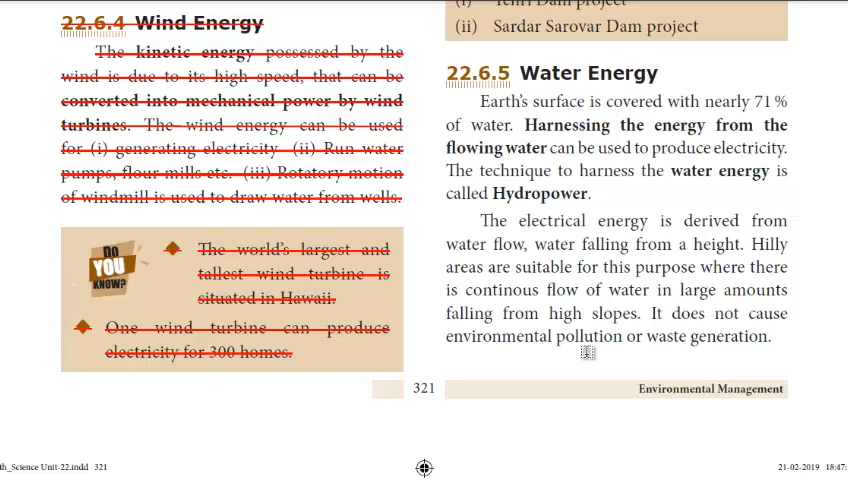 22.6.4 Wind Energy
The kinetic energy possessed by the
wind is due to its high speed, that can be
converted into mechanical power by wind
turbines. The wind energy can be used
for (i) generating electricity (ii) Run water
pumps, flour mills etc. (iii) Rotatory motion
of windmill is used to draw water from wells.
DO
YOU
KNOW?
The world's largest and
tallest wind turbine is
situated in Hawaii.
One wind turbine can produce
electricity for 300 homes.
(i) Tehri Dam project
(ii) Sardar Sarovar Dam project
22.6.5 Water Energy
Earth's surface is covered with nearly 71 %
of water. Harnessing the energy from the
flowing water can be used to produce electricity.
The technique to harness the water energy is
called Hydropower.
The electrical energy is derived from
water flow, water falling from a height. Hilly
areas are suitable for this purpose where there
is continous flow of water in large amounts
falling from high slopes. It does not cause
environmental pollution or waste generation.
321
Environmental Management
th_Science Unit-22.indd 321
21-02-2019 18:47: